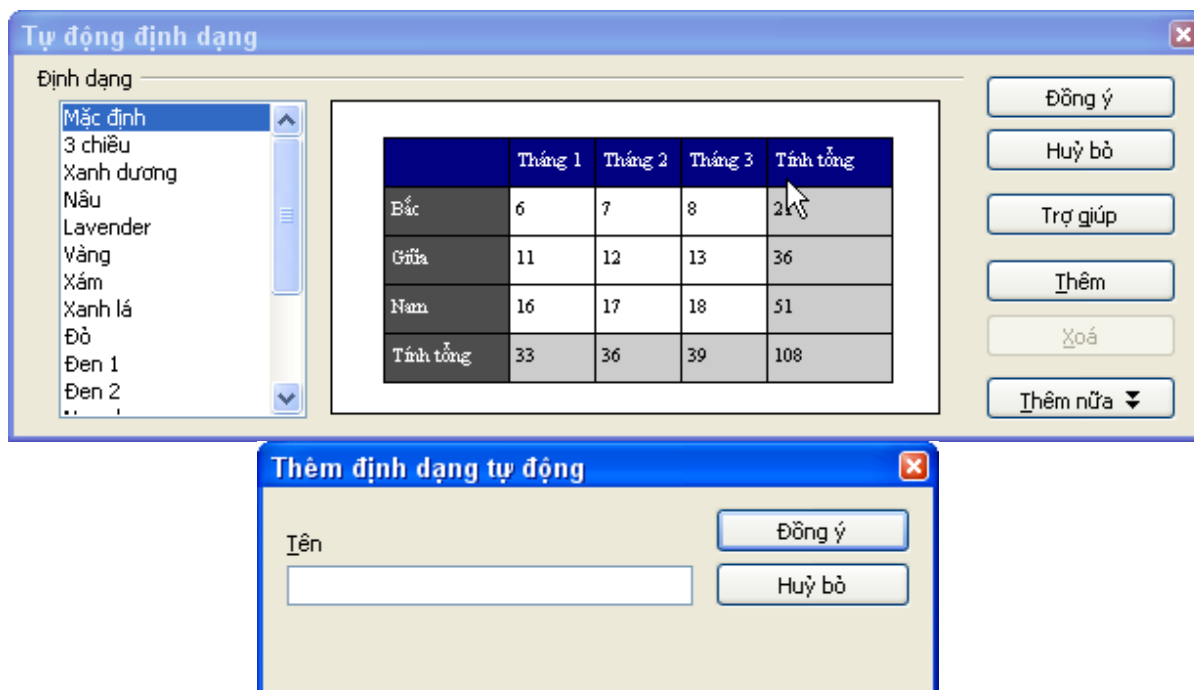 Tự động định dạng
Định dạng
Mặc định
3 chiều
Xanh dương
Nâu
Lavender
Vàng
Xám
Xanh lá
Đỏ
Đen 1
Đen 2
Tháng 1 Tháng 2 Tháng 3 Tính tổng
Bắc 6 7 8
Giữa 11 12 13 36
Nam 16 17 18 51
Tính tổng 33 36 39 108
Đồng ý
Huỷ bỏ
Trợ giúp
Thêm
Xoá
Thêm nữa
Thêm định dạng tự động
Tên
Đồng ý
Huỷ bỏ